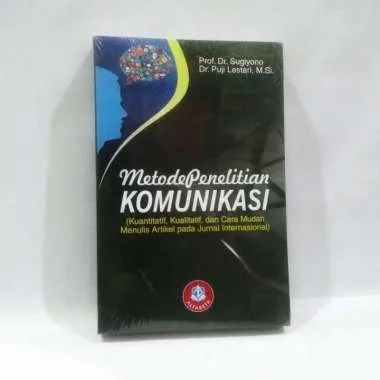 Prof. Dr. Sugiyono
Dr. Puji Lestari, M.Si.
MetodePenelitian
KOMUNIKASI
(Kuantitatif, Kualitatif, dan Cara Mudah
Menulis Artikel pada Jurnal Internasional)
ALFABETA